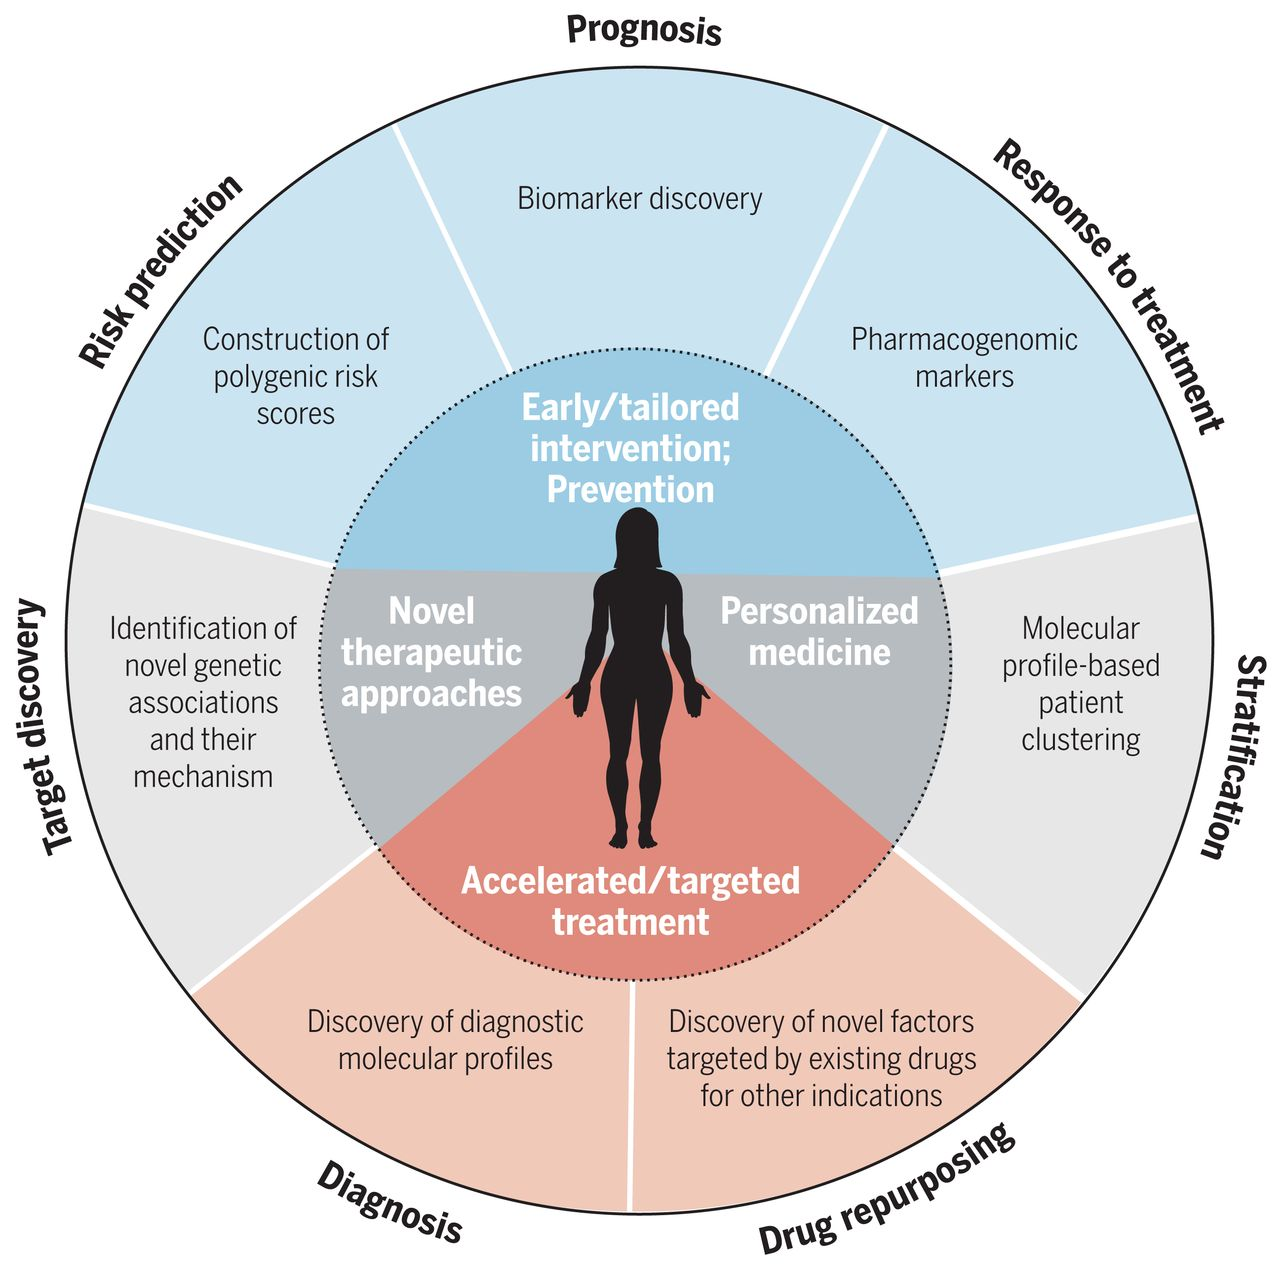 Prognosis
Risk prediction
Response to treatment
Biomarker discovery
Construction of
polygenic risk
scores
Pharmacogenomic
markers
Early/tailored
intervention;
Prevention
Target discovery
Identification of
novel genetic
associations
and their
mechanism
Novel
therapeutic
approaches
Personalized
medicine
Molecular
profile-based
patient
clustering
Stratification
Accelerated/targeted
treatment
Discovery of diagnostic
molecular profiles
Discovery of novel factors
targeted by existing drugs
for other indications
Diagnosis
Drug repurposing